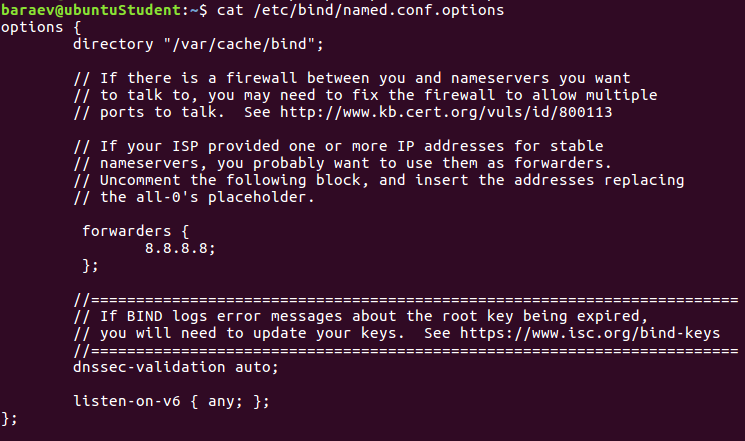 baraev@ubuntuStudent:~$ cat /etc/bind/named.conf.options
options {
        directory "/var/cache/bind";

        // If there is a firewall between you and nameservers you want
        // to talk to, you may need to fix the firewall to allow multiple
        // ports to talk.  See http://www.kb.cert.org/vuls/id/800113

        // If your ISP provided one or more IP addresses for stable
        // nameservers, you probably want to use them as forwarders.
        // Uncomment the following block, and insert the addresses replacing
        // the all-0's placeholder.

         forwarders {
                8.8.8.8;
         };

        //========================================================================
        // If BIND logs error messages about the root key being expired,
        // you will need to update your keys.  See https://www.isc.org/bind-keys
        //========================================================================
        dnssec-validation auto;

        listen-on-v6 { any; };
};